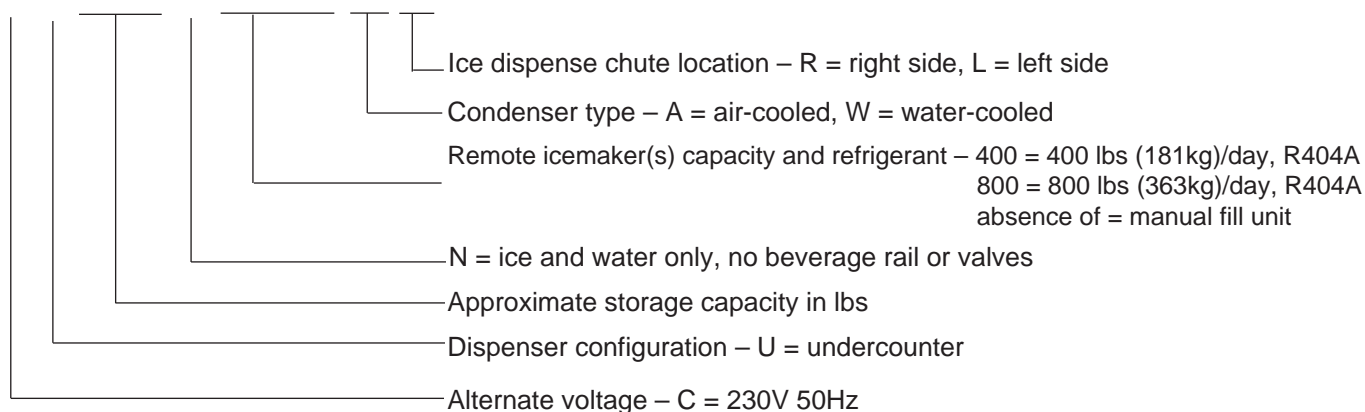 Ice dispense chute location – R = right side, L = left side
Condenser type – A = air-cooled, W = water-cooled
Remote icemaker(s) capacity and refrigerant – 400 = 400 lbs (181kg)/day, R404A
800 = 800 lbs (363kg)/day, R404A
absence of = manual fill unit
N = ice and water only, no beverage rail or valves
Approximate storage capacity in lbs
Dispenser configuration – U = undercounter
Alternate voltage – C = 230V 50Hz